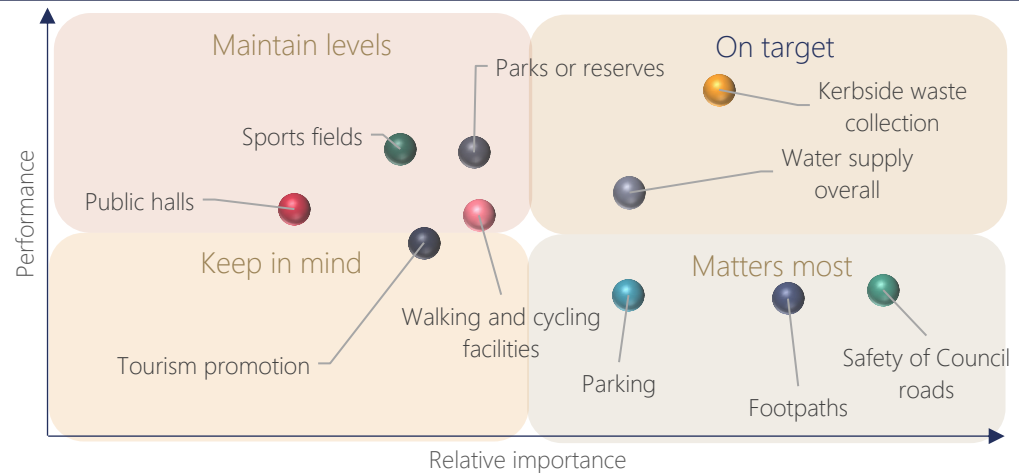 Maintain levels
On target
Parks or reserves
Kerbside waste
collection
Sports fields
Water supply
overall
Public halls
Performance
Keep in mind
Matters most
Walking and cycling
facilities
Tourism promotion
Parking
Safety of Council
roads
Footpaths
Relative importance